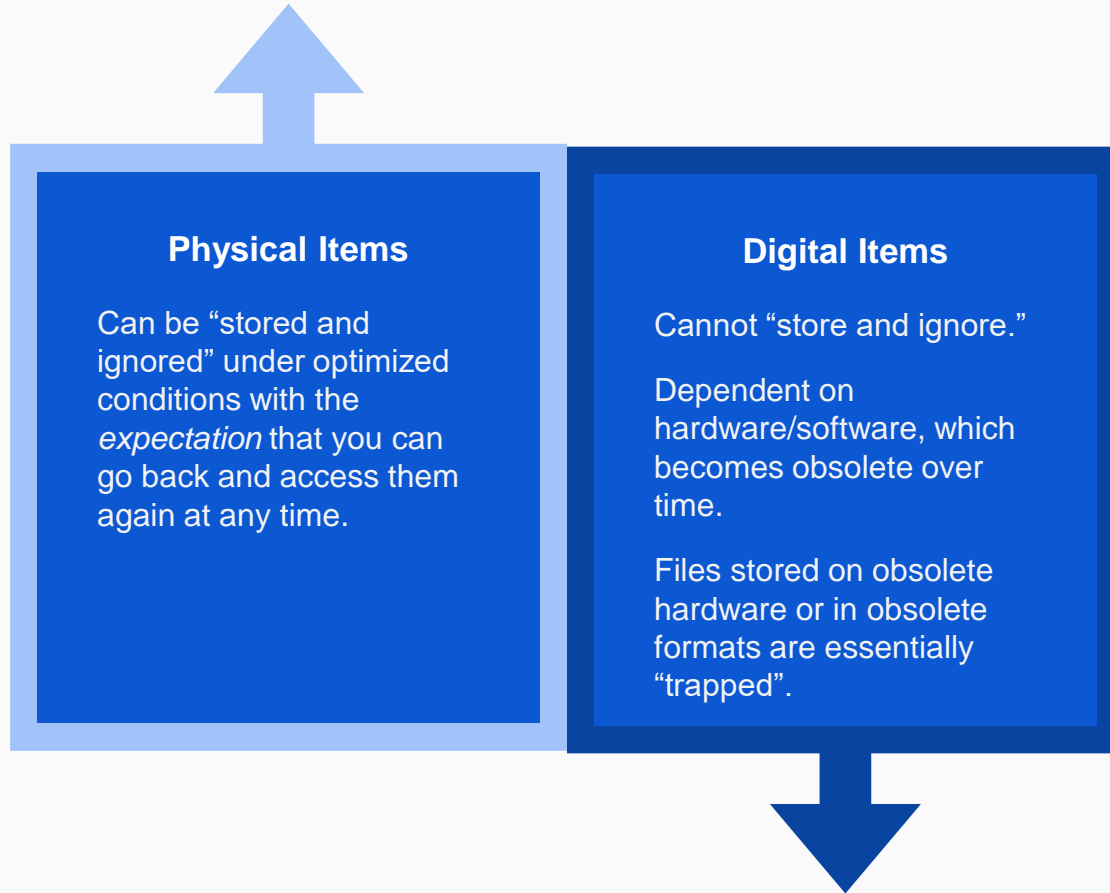 Physical Items
Can be “stored and
ignored” under optimized
conditions with the
expectation that you can
go back and access them
again at any time.
Digital Items
Cannot “store and ignore.”
Dependent on
hardware/software, which
becomes obsolete over
time.
Files stored on obsolete
hardware or in obsolete
formats are essentially
“trapped”.